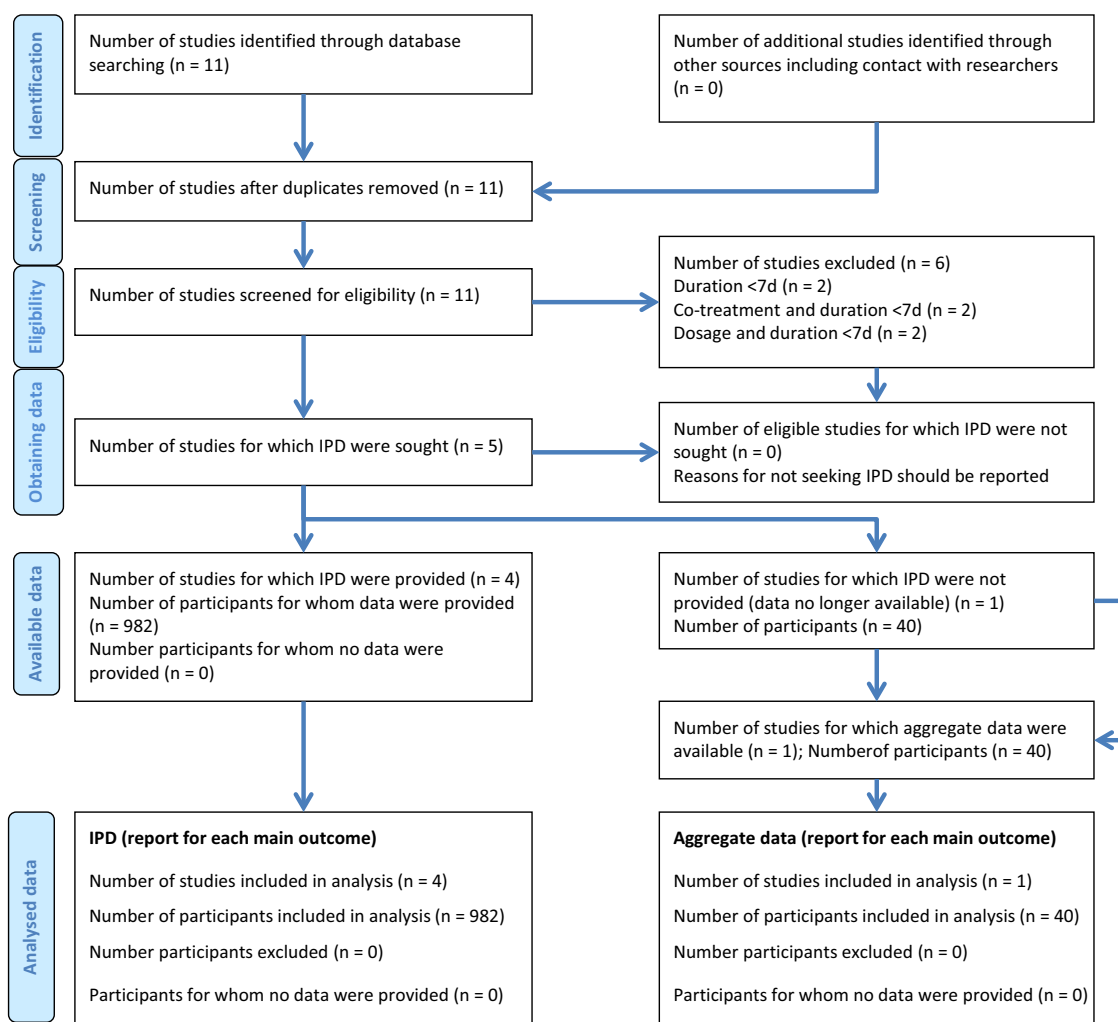 Identification
Number of studies identified through database
searching (n = 11)
Number of additional studies identified through
other sources including contact with researchers
(n = 0)
Screening
Number of studies after duplicates removed (n = 11)
Eligibility
Number of studies screened for eligibility (n = 11)
Number of studies excluded (n = 6)
Duration <7d (n = 2)
Co-treatment and duration <7d (n = 2)
Dosage and duration <7d (n = 2)
Obtaining data
Number of studies for which IPD were sought (n = 5)
Number of eligible studies for which IPD were not
sought (n = 0)
Reasons for not seeking IPD should be reported
Available data
Number of studies for which IPD were provided (n = 4)
Number of participants for whom data were provided
(n = 982)
Number participants for whom no data were
provided (n = 0)
Number of studies for which IPD were not
provided (data no longer available) (n = 1)
Number of participants (n = 40)
Number of studies for which aggregate data were
available (n = 1); Numberof participants (n = 40)
Analysed data
IPD (report for each main outcome)
Number of studies included in analysis (n = 4)
Number of participants included in analysis (n = 982)
Number participants excluded (n = 0)
Participants for whom no data were provided (n = 0)
Aggregate data (report for each main outcome)
Number of studies included in analysis (n = 1)
Number of participants included in analysis (n = 40)
Number participants excluded (n = 0)
Participants for whom no data were provided (n = 0)